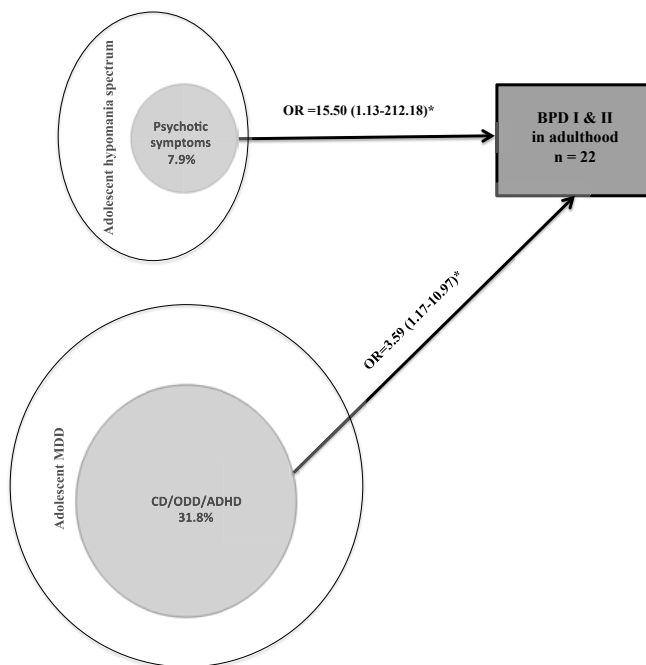 Adolescent hypomania spectrum
Psychotic
symptoms
7.9%
OR =15.50 (1.13-212.18)*
BPD I & II
in adulthood
n = 22
OR=3.59 (1.17-10.97)*
Adolescent MDD
CD/ODD/ADHD
31.8%